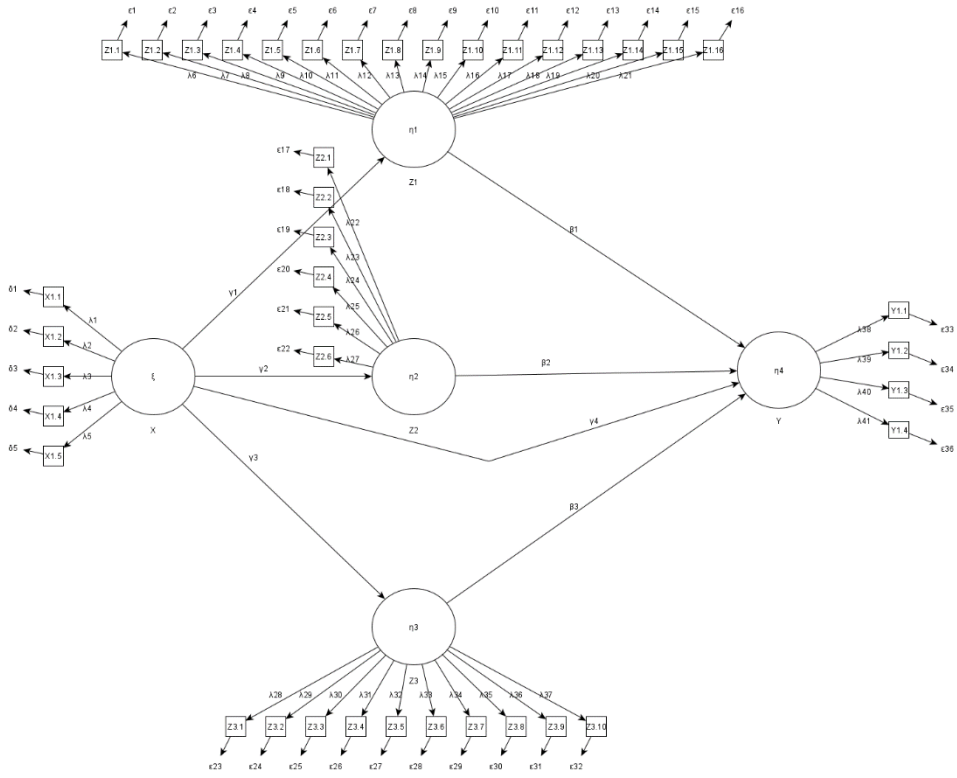 ε1 ε2 ε3 ε4 ε5 ε6 ε7 ε8 ε9 ε10 ε11 ε12 ε13 ε14 ε15 ε16
Z1.1 Z1.2 Z1.3 Z1.4 Z1.5 Z1.6 Z1.7 Z1.8 Z1.9 Z1.10 Z1.11 Z1.12 Z1.13 Z1.14 Z1.15 Z1.16
λ6 λ7 λ8 λ9 λ10 λ11 λ12 λ13 λ14 λ15 λ16 λ17 λ18 λ19 λ20 λ21
η1
Z1
ε17 Z2.1
ε18 Z2.2
λ22
ε19 Z2.3
β1
λ23
ε20 Z2.4
λ24
δ1 X1.1
γ1
λ25
ε21 Z2.5
λ1
Y1.1
λ26
λ38
ε33
δ2 X1.2
λ2
ε22 Z2.6
λ27
Y1.2
λ39
β2
γ2
ε34
δ3 X1.3 λ3
ξ
η2
η4
Y1.3
λ40
ε35
δ4 X1.4
λ4
λ41
X
Z2
γ4
Y
Y1.4
λ5
ε36
δ5 X1.5
γ3
β3
η3
Z3
λ28 λ29 λ30 λ31 λ32 λ33 λ34 λ35 λ36 λ37
Z3.1 Z3.2 Z3.3 Z3.4 Z3.5 Z3.6 Z3.7 Z3.8 Z3.9 Z3.10
ε23 ε24 ε25 ε26 ε27 ε28 ε29 ε30 ε31 ε32